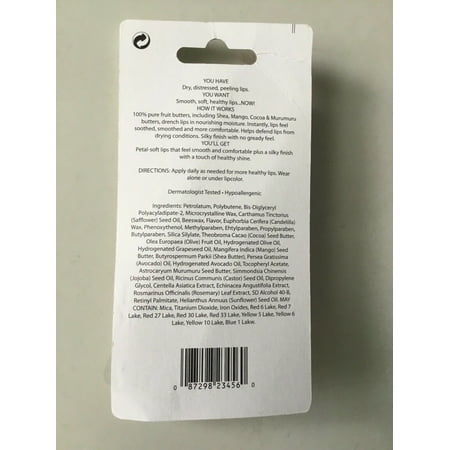 YOU HAVE
Dry, distressed, peeling lips.
YOU WANT
Smooth, soft, healthy lips...NOW!
HOW IT WORKS
100% pure fruit butters, including Shea, Mango, Cocoa & Murumuru
butters, drench lips in nourishing moisture. Instantly, lips feel
soothed, smoothed and more comfortable. Helps defend lips from
drying conditions. Silky finish with no greasy feel.
YOU'LL GET
Petal-soft lips that feel smooth and comfortable plus a silky finish
with a touch of healthy shine.
DIRECTIONS: Apply daily as needed for more healthy lips. Wear
alone or under lipcolor.
Dermatologist Tested • Hypoallergenic
Ingredients: Petrolatum, Polybutene, Bis-Diglyceryl
Polyacyladipate-2, Microcrystalline Wax, Carthamus Tinctorius
(Safflower) Seed Oil, Beeswax, Flavor, Euphorbia Cerifera (Candelilla)
Wax, Phenoxythenol, Methylparaben, Ehtylparaben, Propylparaben,
Butylparaben, Silica Silylate, Theobroma Cacao (Cocoa) Seed Butter,
Olea Europaea (Olive) Fruit Oil, Hydrogenated Olive Oil,
Hydrogenated Grapeseed Oil, Mangifera Indica (Mango) Seed
Butter, Butyrospermum Parkii (Shea Butter); Persea Gratissima
(Avocado) Oil, Hydrogenated Avocado Oil, Tocopheryl Acetate,
Astrocaryum Murumuru Seed Butter, Simmondsia Chinensis
(Jojoba) Seed Oil, Ricinus Communis (Castor) Seed Oil, Dipropylene
Glycol, Centella Asiatica Extract, Echinacea Angustifolia Extract,
Rosmarinus Officinalis (Rosemary) Leaf Extract, SD Alcohol 40-B,
Retinyl Palmitate, Helianthus Annuus (Sunflower) Seed Oil. MAY
CONTAIN: Mica, Titanium Dioxide, Iron Oxides, Red 6 Lake, Red 7
Lake, Red 27 Lake, Red 30 Lake, Red 33 Lake, Yellow 5 Lake, Yellow 6
Lake, Yellow 10 Lake, Blue 1 Lake.
0 87298 23456 0